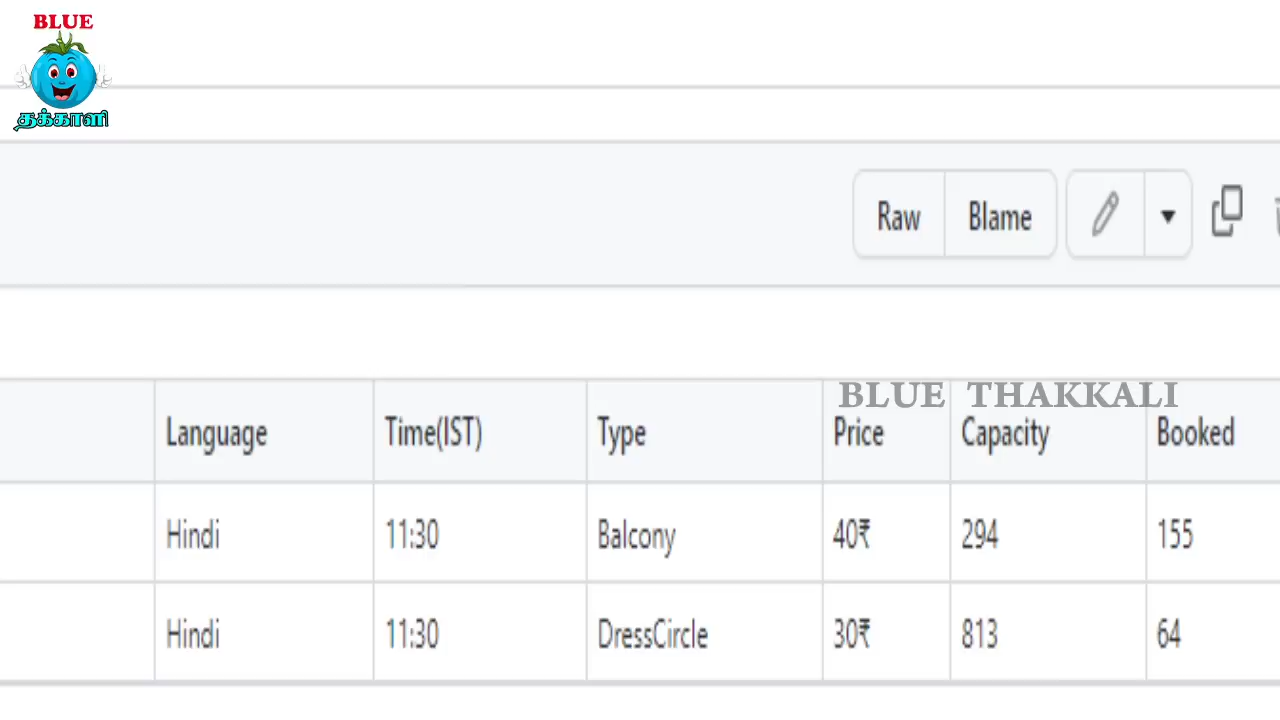 BLUE
தக்காளி
Raw Blame
BLUE THAKKALI
Language Time(IST) Type Price Capacity Booked
Hindi 11:30 Balcony 40₹ 294 155
Hindi 11:30 DressCircle 30₹ 813 64